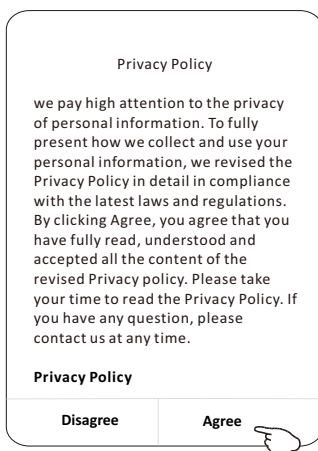 Privacy Policy
we pay high attention to the privacy
of personal information. To fully
present how we collect and use your
personal information, we revised the
Privacy Policy in detail in compliance
with the latest laws and regulations.
By clicking Agree, you agree that you
have fully read, understood and
accepted all the content of the
revised Privacy policy. Please take
your time to read the Privacy Policy. If
you have any question, please
contact us at any time.
Privacy Policy
Disagree Agree